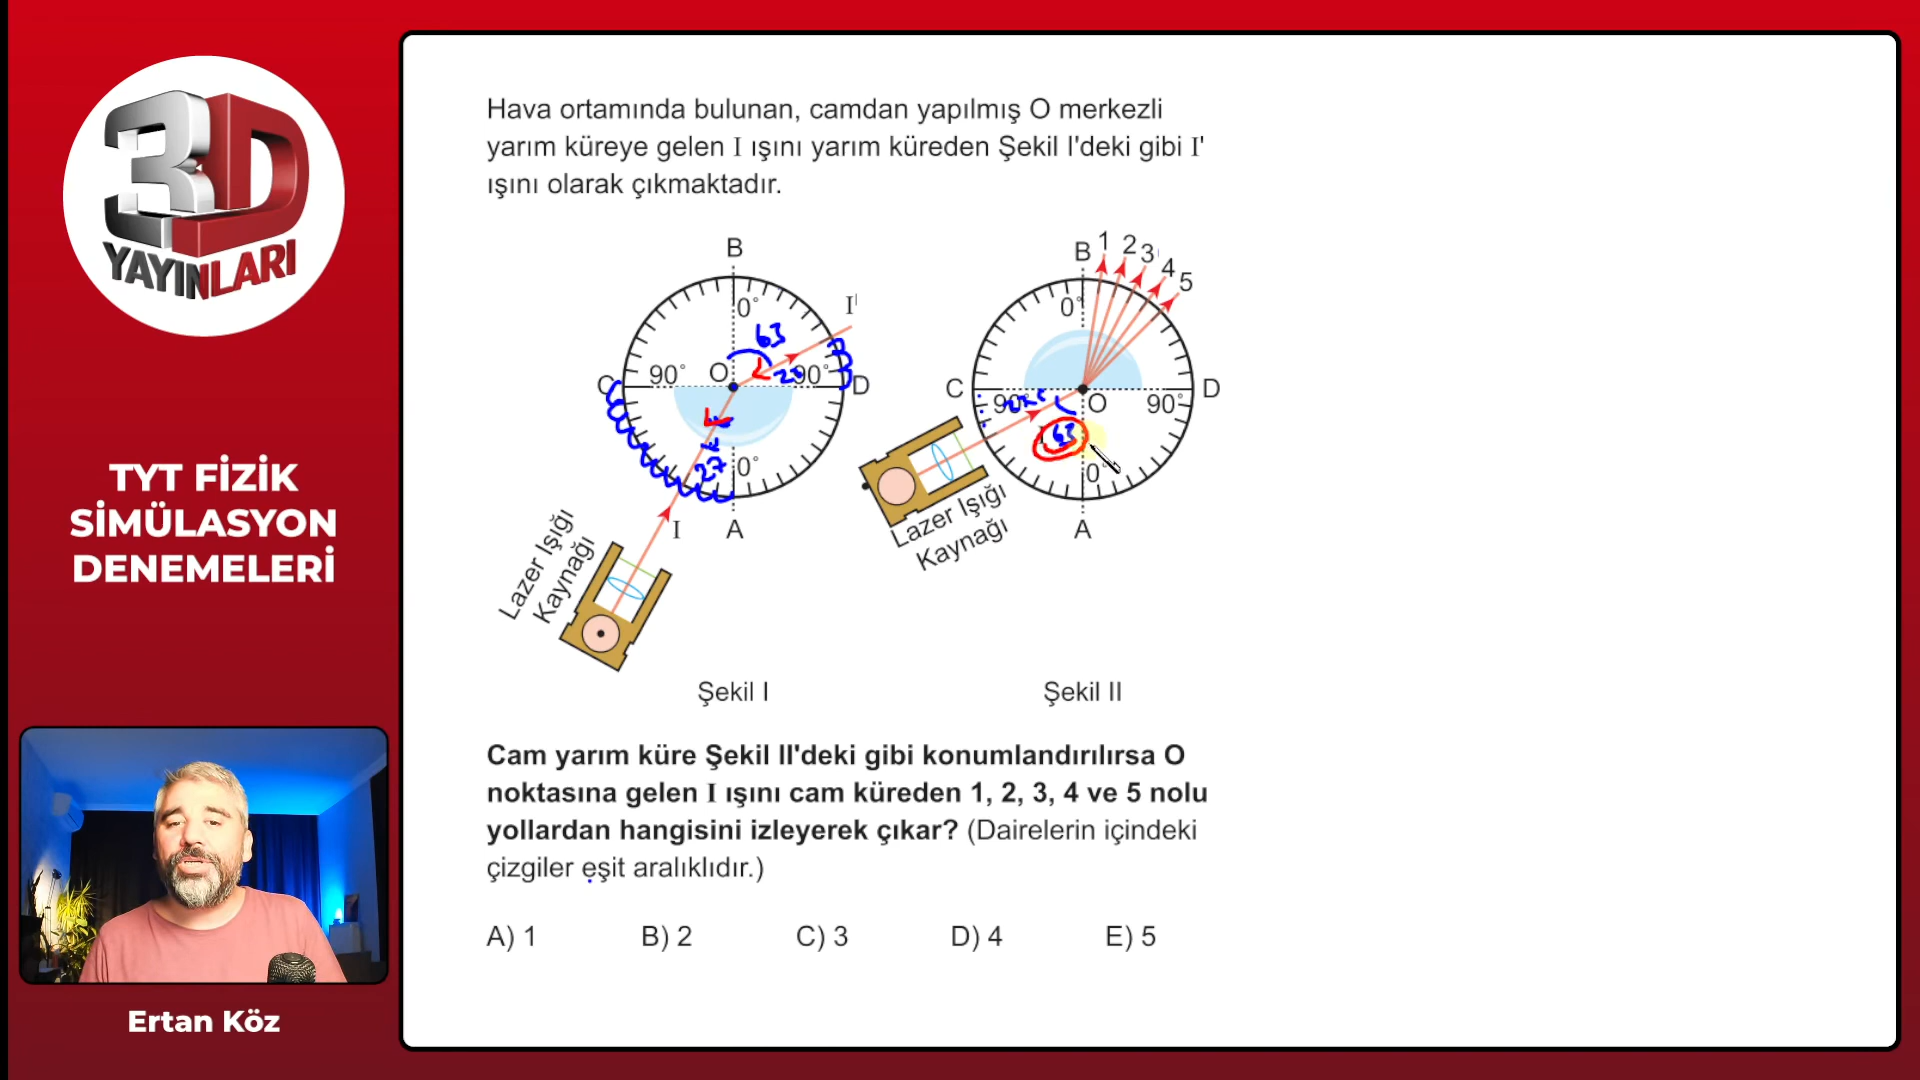 3D
YAYINLARI
TYT FİZİK
SİMÜLASYON
DENEMELERİ
Ertan Köz
Hava ortamında bulunan, camdan yapılmış O merkezli
yarım küreye gelen I ışını yarım küreden Şekil I'deki gibi I'
ışını olarak çıkmaktadır.
B
0°
I'
63
C
90°
O
90°
D
27
0°
I
A
Lazer Işığı
Kaynağı
Şekil I
B
1
2
3
4
5
0°
C
90°
O
90°
D
63
0°
A
Lazer Işığı
Kaynağı
Şekil II
Cam yarım küre Şekil II'deki gibi konumlandırılırsa O
noktasına gelen I ışını cam küreden 1, 2, 3, 4 ve 5 nolu
yollardan hangisini izleyerek çıkar? (Dairelerin içindeki
çizgiler eşit aralıklıdır.)
A) 1
B) 2
C) 3
D) 4
E) 5